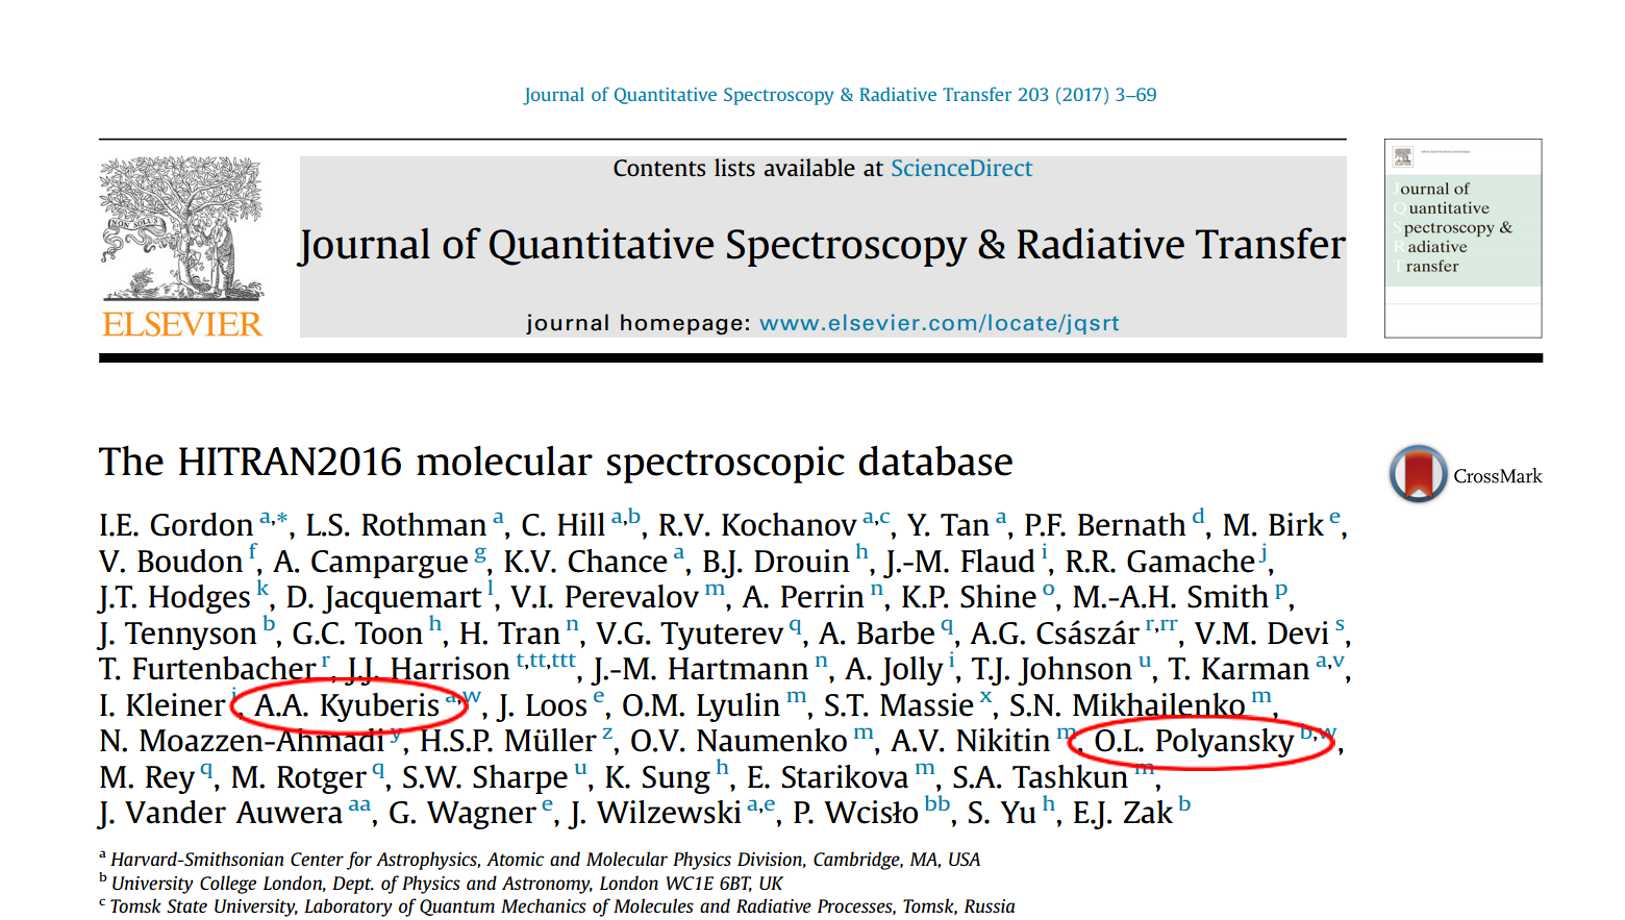 Journal of Quantitative Spectroscopy & Radiative Transfer 203 (2017) 3–69
Contents lists available at ScienceDirect
Journal of Quantitative Spectroscopy & Radiative Transfer
journal homepage: www.elsevier.com/locate/jqsrt
NON SOLUS
ELSEVIER
Journal of
Quantitative
Spectroscopy &
Radiative
Transfer
The HITRAN2016 molecular spectroscopic database
CrossMark
I.E. Gordon a,*, L.S. Rothman a, C. Hill a,b, R.V. Kochanov a,c, Y. Tan a, P.F. Bernath d, M. Birk e,
V. Boudon f, A. Campargue g, K.V. Chance a, B.J. Drouin h, J.-M. Flaud i, R.R. Gamache j,
J.T. Hodges k, D. Jacquemart l, V.I. Perevalov m, A. Perrin n, K.P. Shine o, M.-A.H. Smith p,
J. Tennyson b, G.C. Toon h, H. Tran n, V.G. Tyuterev q, A. Barbe q, A.G. Császár r,rr, V.M. Devi s,
T. Furtenbacher r, J.J. Harrison t,tt,ttt, J.-M. Hartmann n, A. Jolly i, T.J. Johnson u, T. Karman a,v,
I. Kleiner i, A.A. Kyuberis a,w, J. Loos e, O.M. Lyulin m, S.T. Massie x, S.N. Mikhailenko m,
N. Moazzen-Ahmadi y, H.S.P. Müller z, O.V. Naumenko m, A.V. Nikitin m, O.L. Polyansky b,w,
M. Rey q, M. Rotger q, S.W. Sharpe u, K. Sung h, E. Starikova m, S.A. Tashkun m,
J. Vander Auwera aa, G. Wagner e, J. Wilzewski a,e, P. Wcisło bb, S. Yu h, E.J. Zak b
a Harvard-Smithsonian Center for Astrophysics, Atomic and Molecular Physics Division, Cambridge, MA, USA
b University College London, Dept. of Physics and Astronomy, London WC1E 6BT, UK
c Tomsk State University, Laboratory of Quantum Mechanics of Molecules and Radiative Processes, Tomsk, Russia